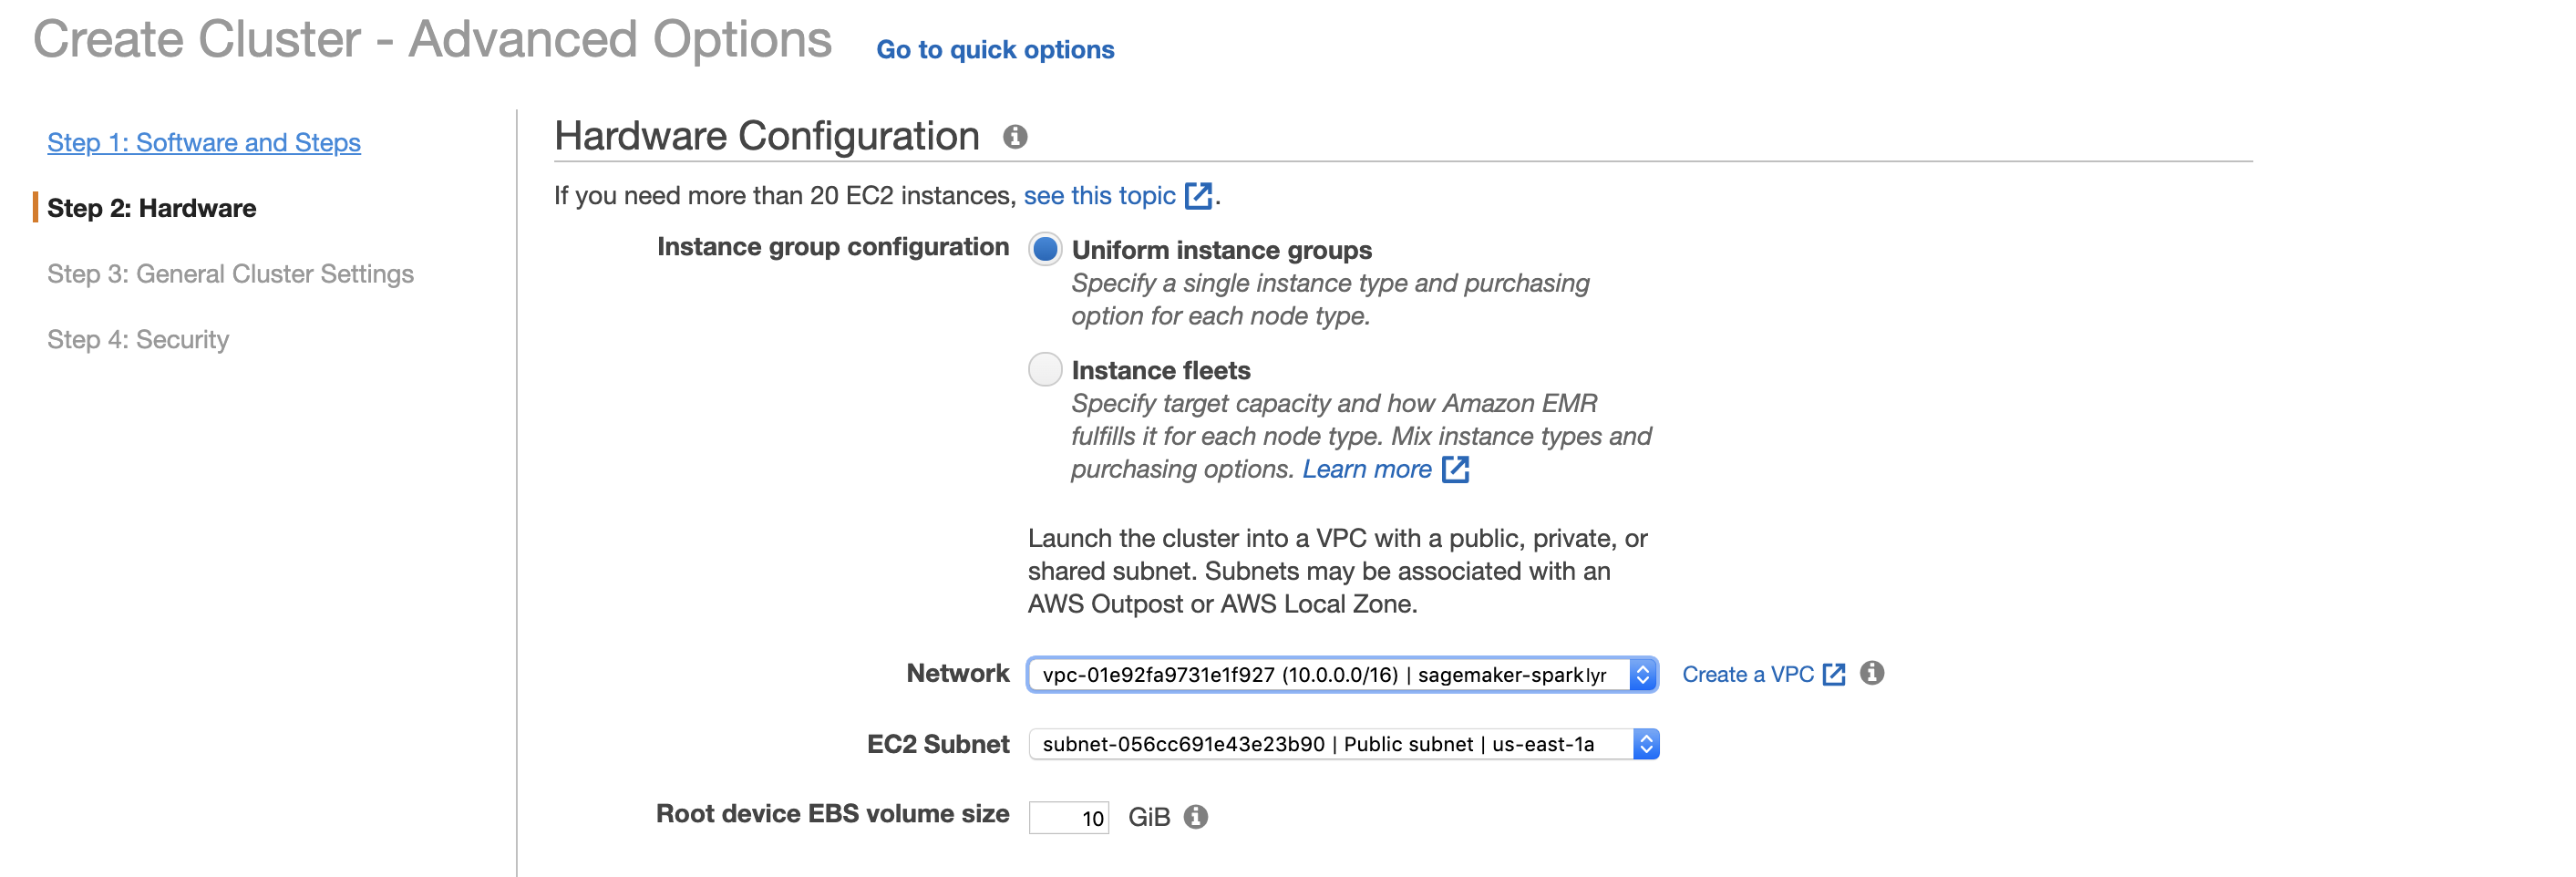 Create Cluster - Advanced Options Go to quick options
Step 1: Software and Steps
Step 2: Hardware
Step 3: General Cluster Settings
Step 4: Security
Hardware Configuration
If you need more than 20 EC2 instances, see this topic.
Instance group configuration
Uniform instance groups
Specify a single instance type and purchasing
option for each node type.
Instance fleets
Specify target capacity and how Amazon EMR
fulfills it for each node type. Mix instance types and
purchasing options. Learn more
Launch the cluster into a VPC with a public, private, or
shared subnet. Subnets may be associated with an
AWS Outpost or AWS Local Zone.
Network vpc-01e92fa9731e1f927 (10.0.0.0/16) | sagemaker-sparklyr Create a VPC
EC2 Subnet subnet-056cc691e43e23b90 | Public subnet | us-east-1a
Root device EBS volume size 10 GiB